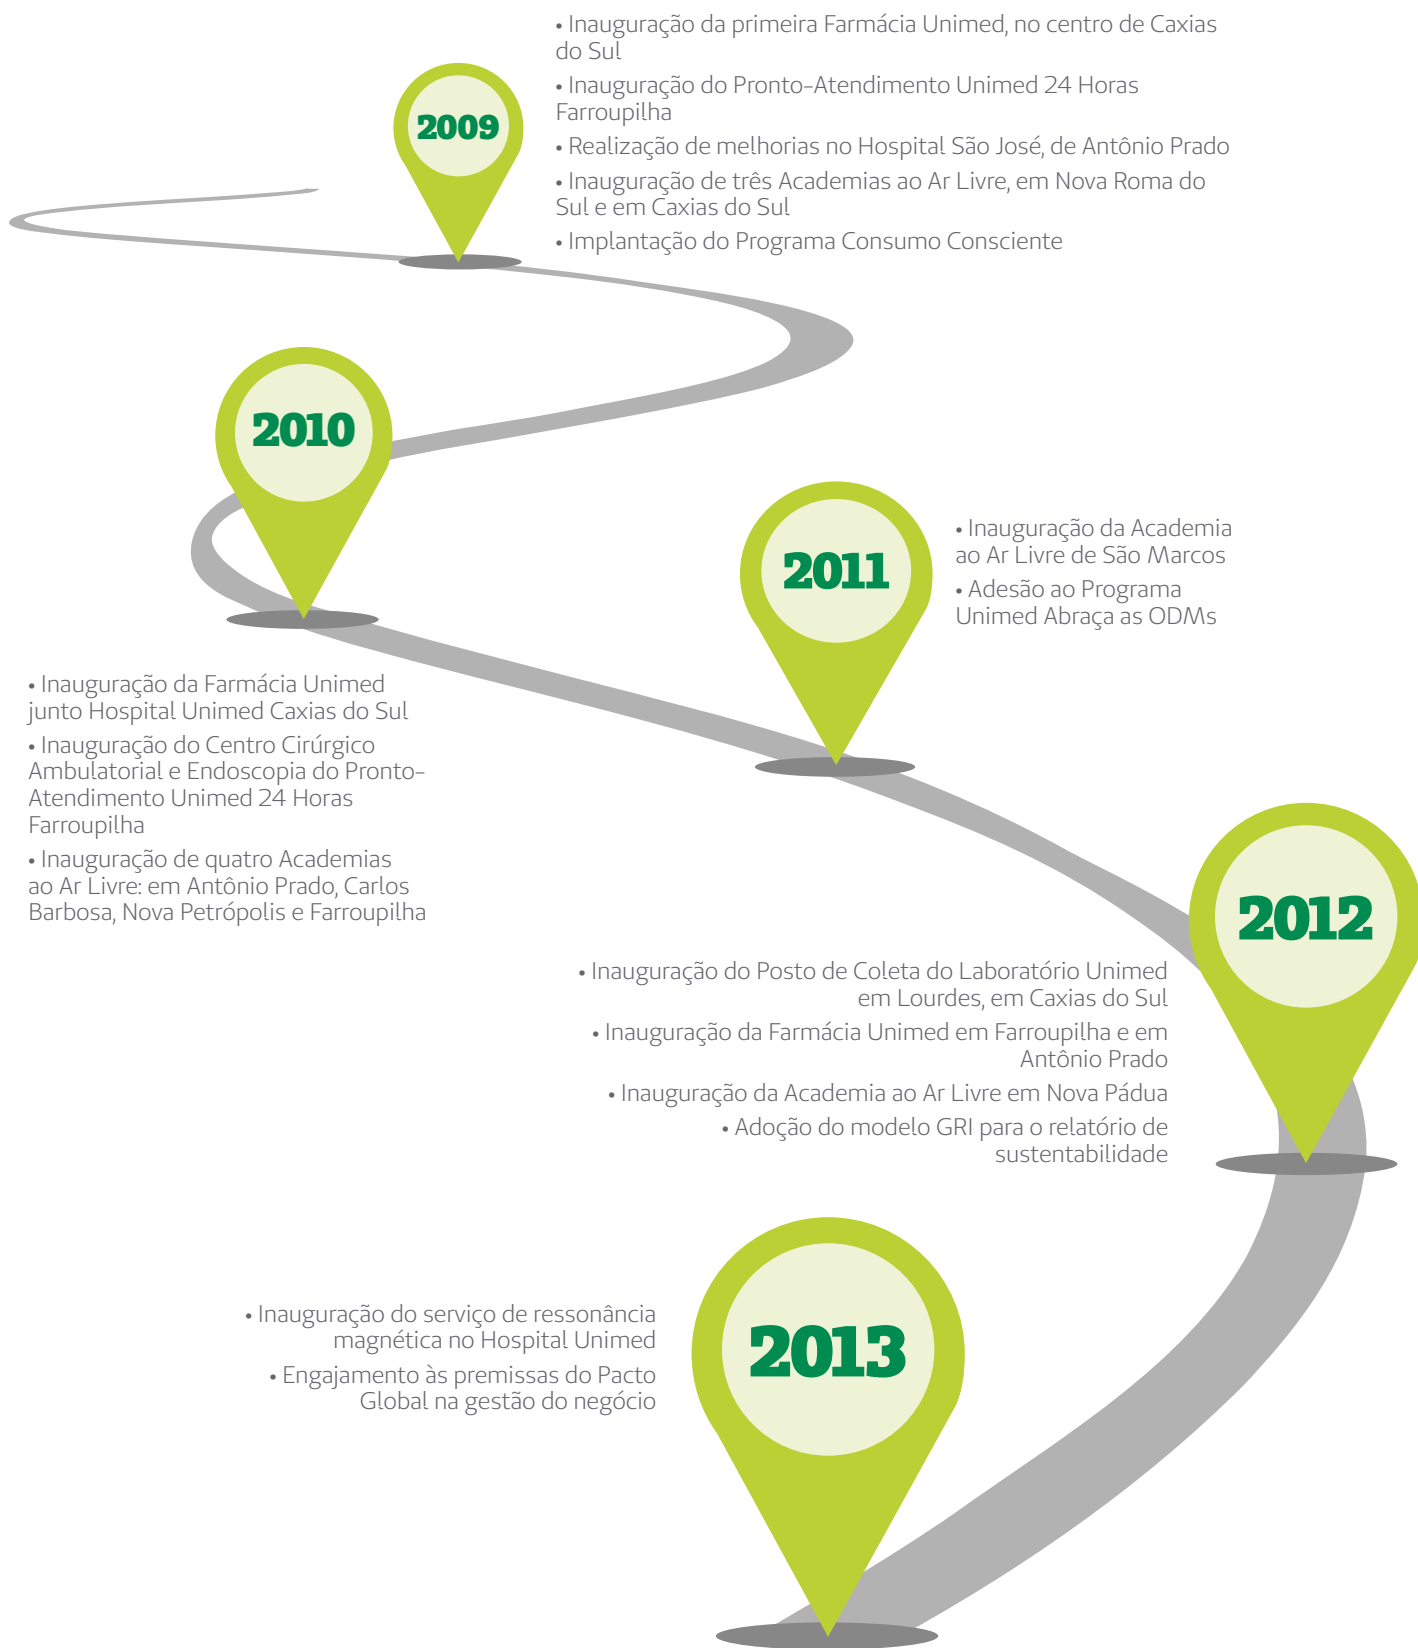 2009
• Inauguração da primeira Farmácia Unimed, no centro de Caxias
do Sul
• Inauguração do Pronto-Atendimento Unimed 24 Horas
Farroupilha
• Realização de melhorias no Hospital São José, de Antônio Prado
• Inauguração de três Academias ao Ar Livre, em Nova Roma do
Sul e em Caxias do Sul
• Implantação do Programa Consumo Consciente
2010
• Inauguração da Farmácia Unimed
junto Hospital Unimed Caxias do Sul
• Inauguração do Centro Cirúrgico
Ambulatorial e Endoscopia do Pronto-
Atendimento Unimed 24 Horas
Farroupilha
• Inauguração de quatro Academias
ao Ar Livre: em Antônio Prado, Carlos
Barbosa, Nova Petrópolis e Farroupilha
2011
• Inauguração da Academia
ao Ar Livre de São Marcos
• Adesão ao Programa
Unimed Abraça as ODMs
2012
• Inauguração do Posto de Coleta do Laboratório Unimed
em Lourdes, em Caxias do Sul
• Inauguração da Farmácia Unimed em Farroupilha e em
Antônio Prado
• Inauguração da Academia ao Ar Livre em Nova Pádua
• Adoção do modelo GRI para o relatório de
sustentabilidade
2013
• Inauguração do serviço de ressonância
magnética no Hospital Unimed
• Engajamento às premissas do Pacto
Global na gestão do negócio